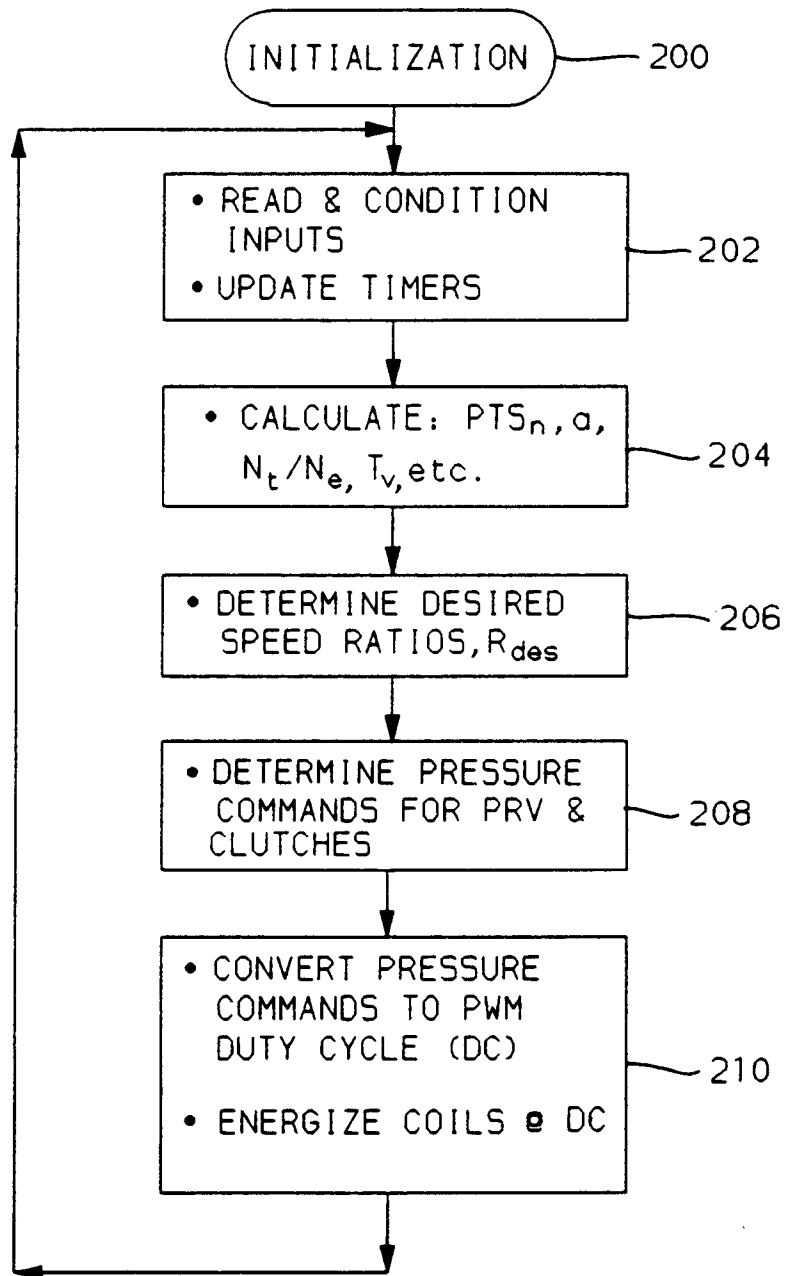 INITIALIZATION
200
• READ & CONDITION
INPUTS
• UPDATE TIMERS
202
• CALCULATE: PTSₙ, a,
Nₜ/Nₑ, Tᵥ, etc.
204
• DETERMINE DESIRED
SPEED RATIOS, R_des
206
• DETERMINE PRESSURE
COMMANDS FOR PRV &
CLUTCHES
208
• CONVERT PRESSURE
COMMANDS TO PWM
DUTY CYCLE (DC)
• ENERGIZE COILS @ DC
210